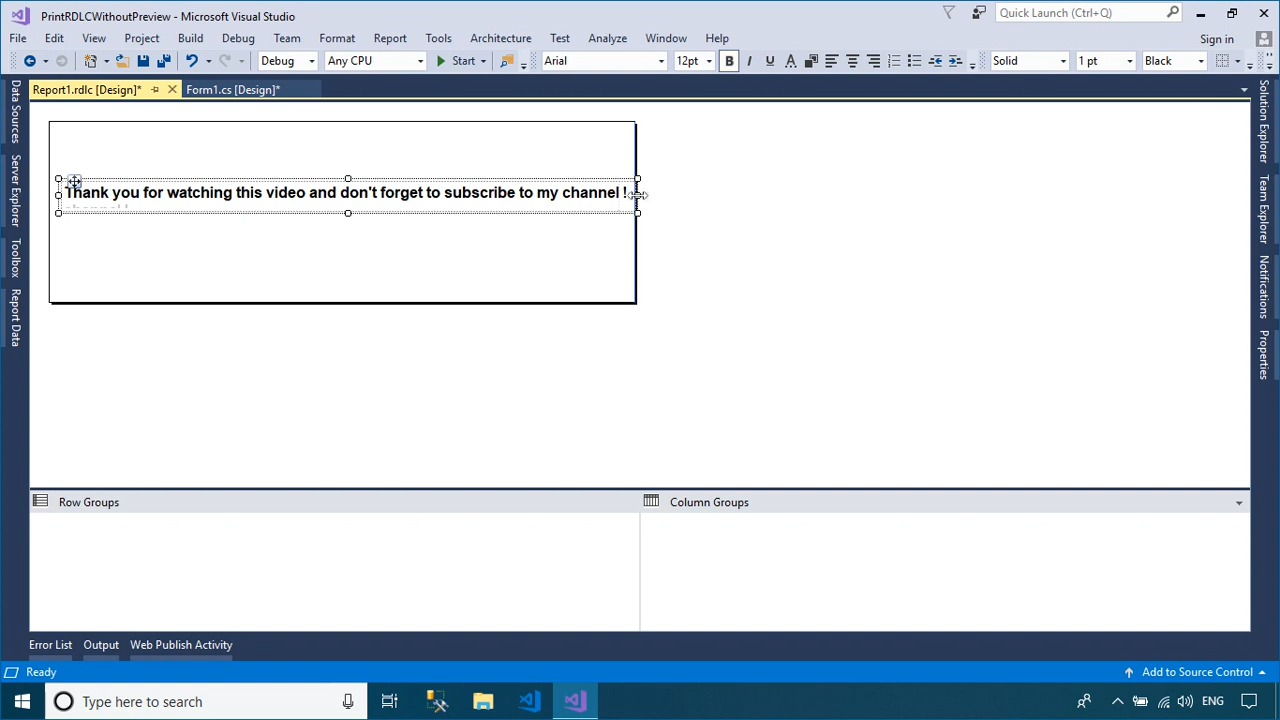 PrintRDLCWithoutPreview - Microsoft Visual Studio
Quick Launch (Ctrl+Q)
File Edit View Project Build Debug Team Format Report Tools Architecture Test Analyze Window Help
Sign in
Debug Any CPU Start Arial 12pt B I U A Solid 1 pt Black
Report1.rdlc [Design]* Form1.cs [Design]*
Data Sources
Server Explorer
Toolbox
Report Data
Thank you for watching this video and don't forget to subscribe to my channel !
channel !
Solution Explorer
Team Explorer
Notifications
Properties
Row Groups
Column Groups
Error List Output Web Publish Activity
Ready
Add to Source Control
Type here to search
ENG